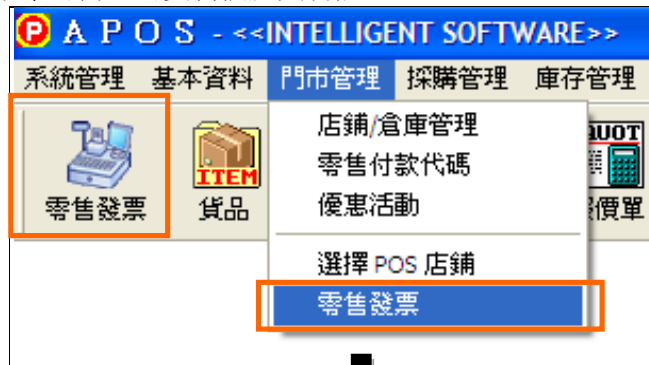 P A P O S - <<INTELLIGENT SOFTWARE>>
系統管理 基本資料 門市管理 採購管理 庫存管理
店鋪/倉庫管理
零售付款代碼
優惠活動
選擇 POS 店鋪
零售發票
零售發票
ITEM
貨品
QUOT
價單